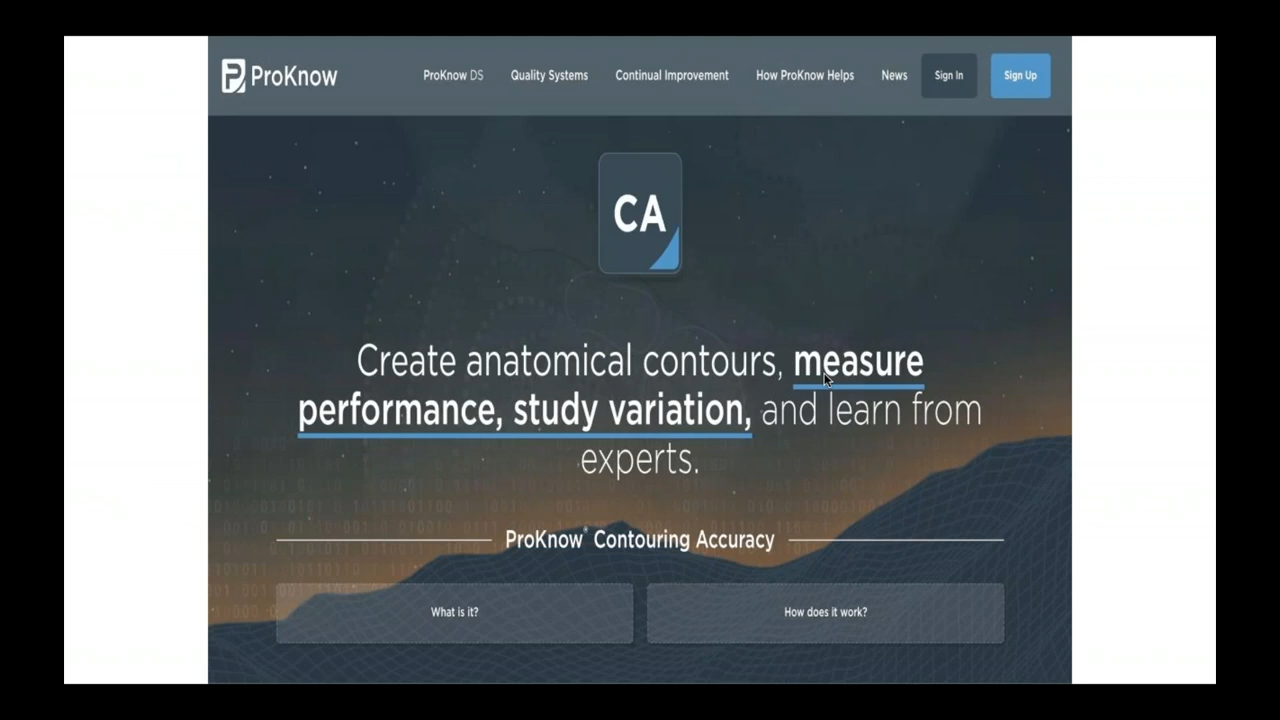 ProKnow
ProKnow DS
Quality Systems
Continual Improvement
How ProKnow Helps
News
Sign In
Sign Up
CA
Create anatomical contours, measure
performance, study variation, and learn from
experts.
ProKnow® Contouring Accuracy
What is it?
How does it work?